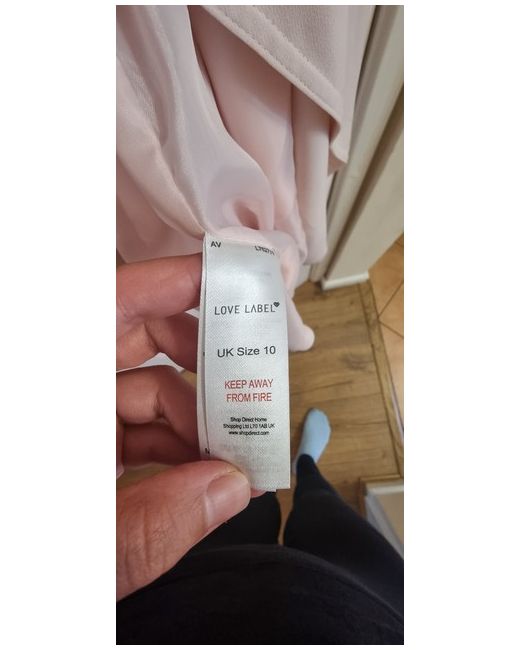 AV
LOVE LABEL
UK Size 10
KEEP AWAY
FROM FIRE
Shop Direct Home
Shopping Ltd L70 1AB UK
www.shopdirect.com